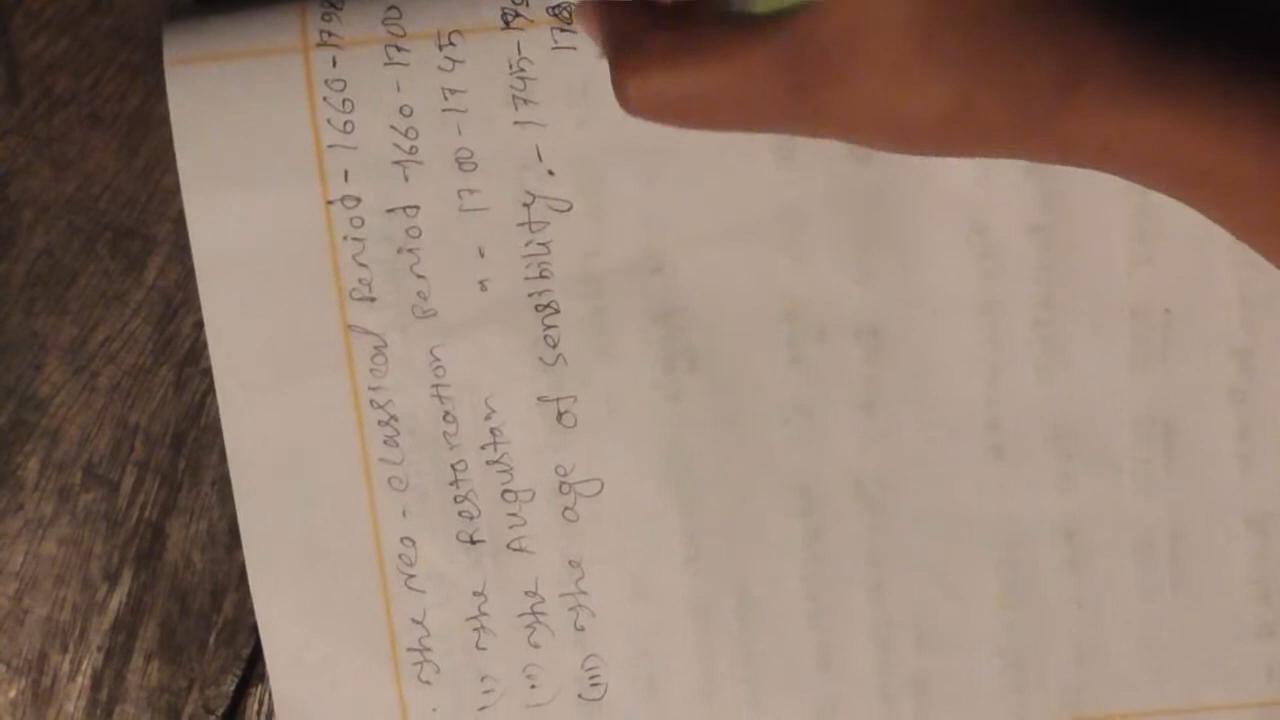 The Neo-classical Period - 1660-1798
(i) The Restoration Period -1660-1700
(ii) The Augustan " - 1700-1745
(iii) The age of sensibility. - 1745-